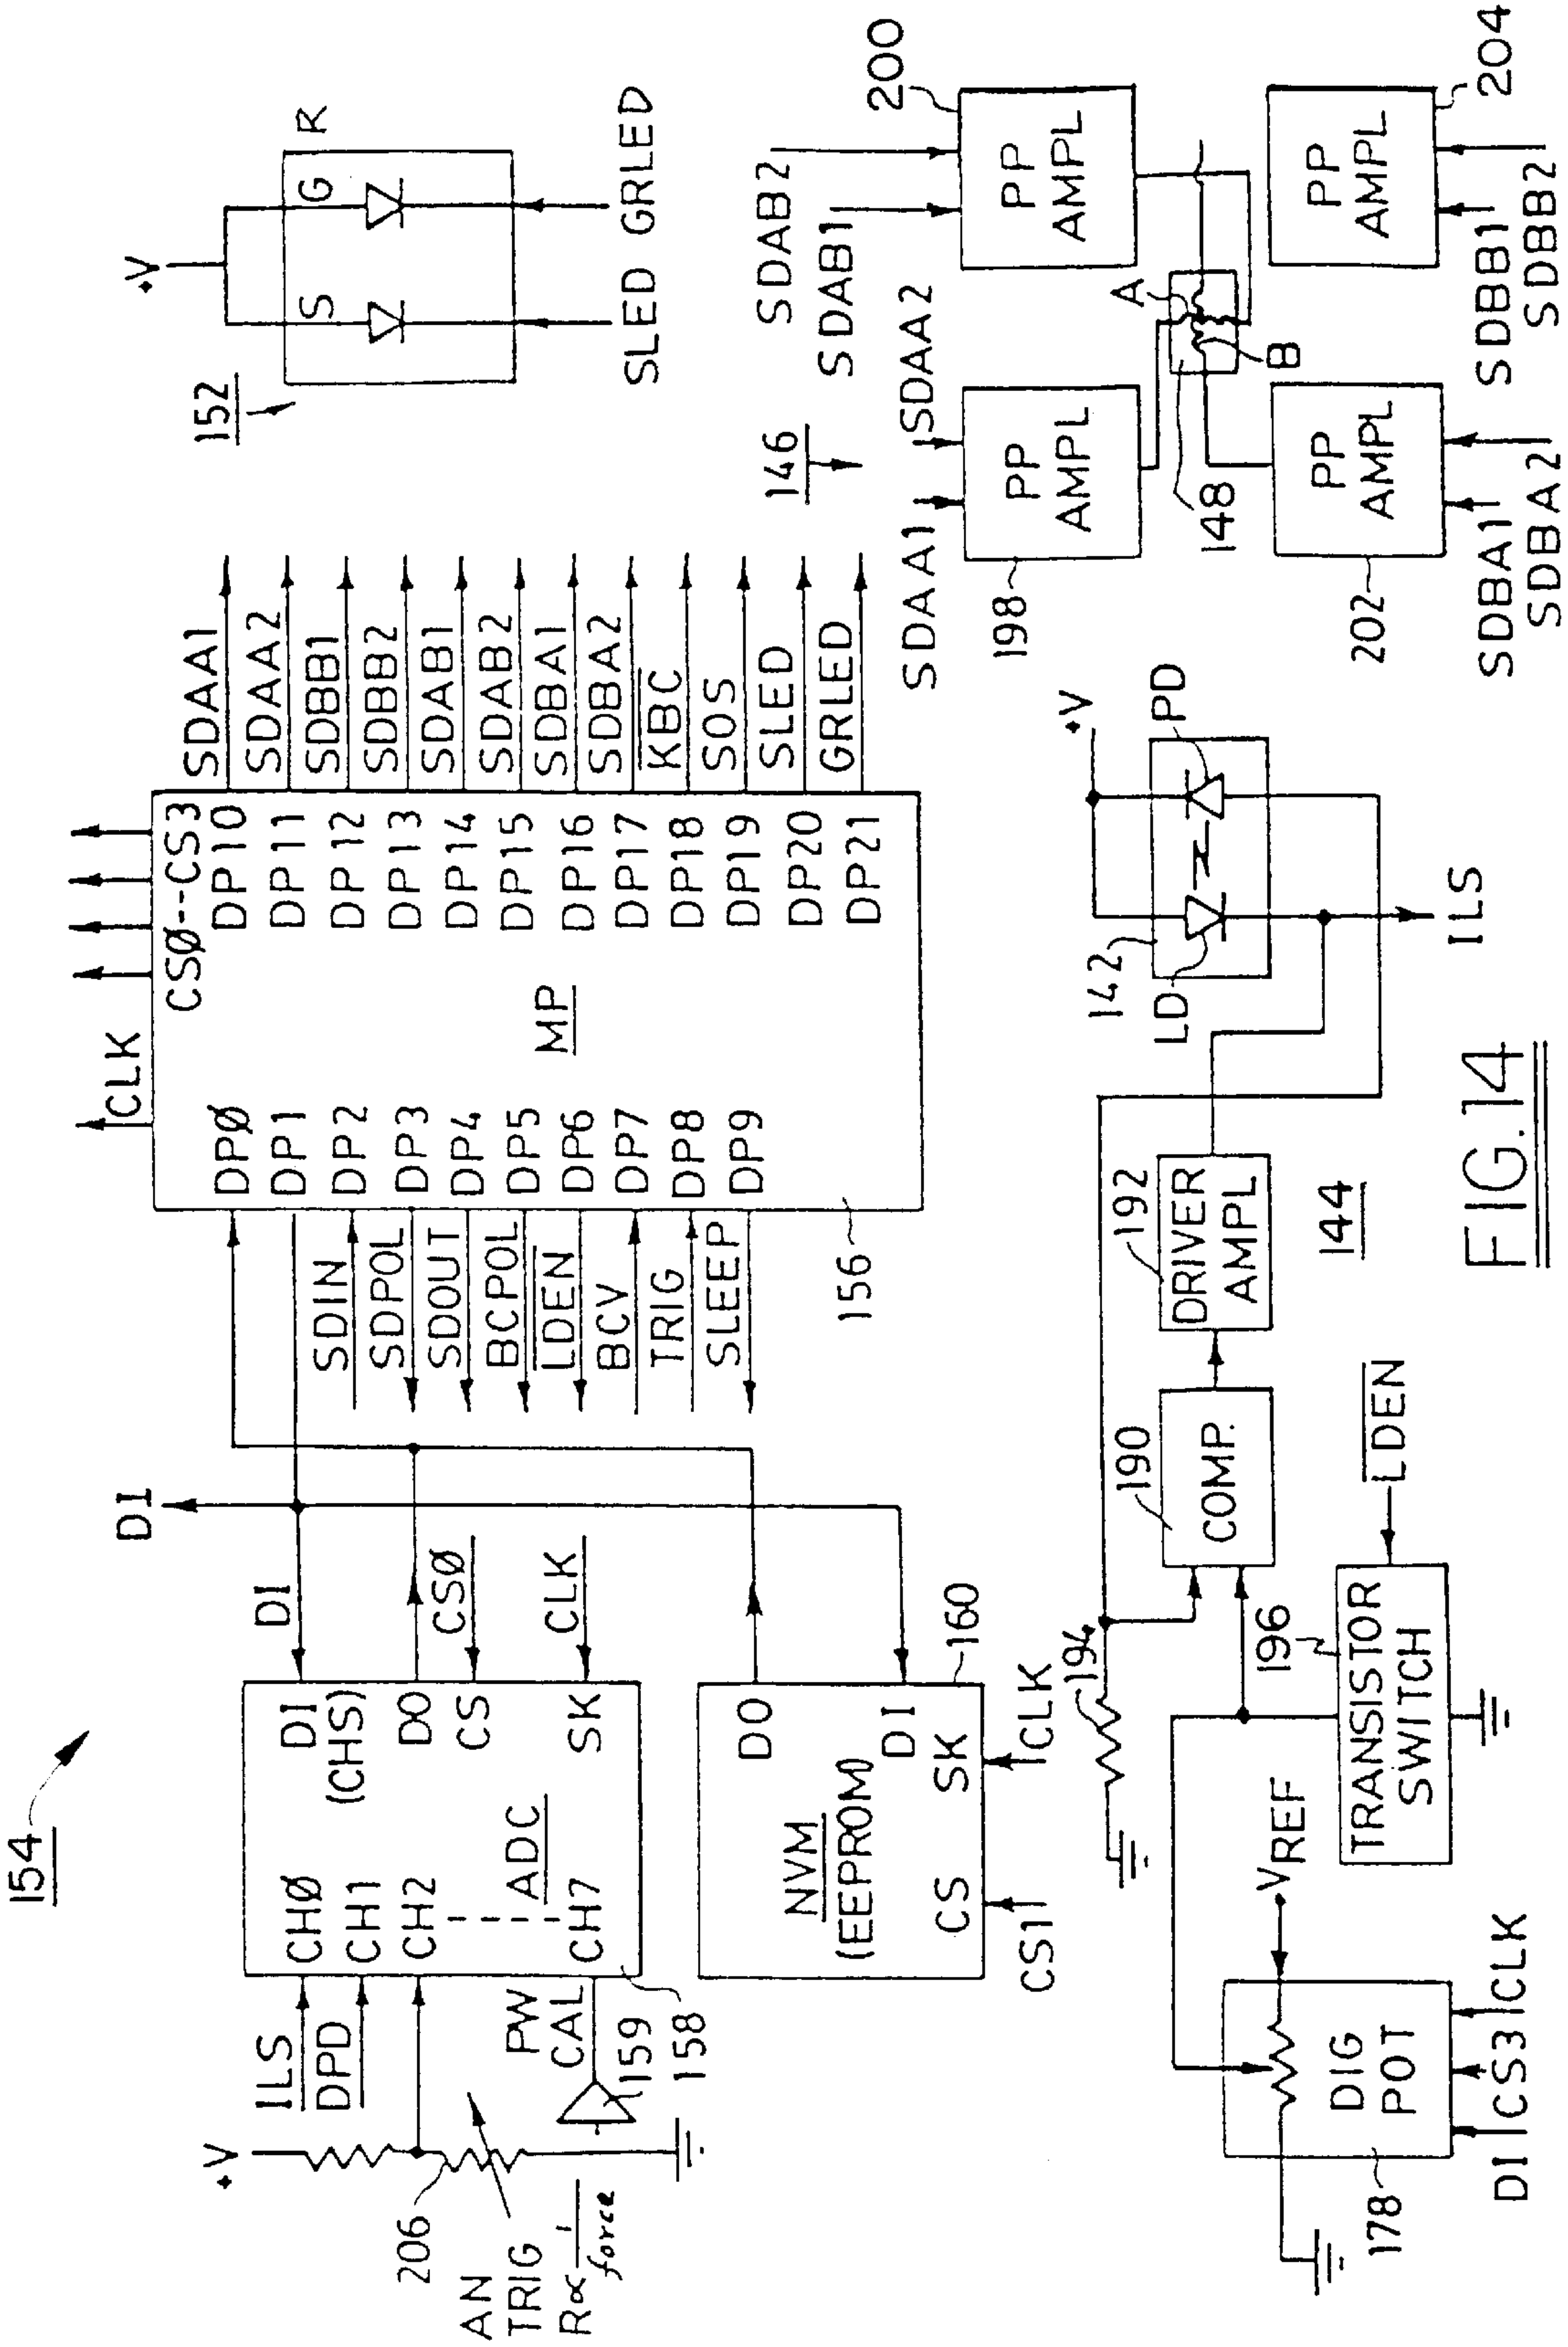 154
+V
206
AN
TRIG
R∝ 1
force
ILS
DPD
PW
CAL
159
158
CHØ
CH1
CH2
CH7
ADC
DI
(CHS)
DO
CS
SK
DI
CSØ
CLK
DI
NVM
(EEPROM)
DO
DI
SK
CS
CS1
CLK
160
CLK
CSØ--CS3
DPØ
DP1
DP2
DP3
DP4
DP5
DP6
DP7
DP8
DP9
MP
156
SDIN
SDPOL
SDOUT
BCPOL
LDEN
BCV
TRIG
SLEEP
DP10
DP11
DP12
DP13
DP14
DP15
DP16
DP17
DP18
DP19
DP20
DP21
SDAA1
SDAA2
SDBB1
SDBB2
SDAB1
SDAB2
SDBA1
SDBA2
KBC
SOS
SLED
GRLED
152
+V
S
G
R
SLED GRLED
146
SDAA1
SDAA2
SDAB1
SDAB2
198
PP
AMPL
200
PP
AMPL
148
A
B
202
PP
AMPL
204
PP
AMPL
SDBA1
SDBA2
SDBB1
SDBB2
178
DIG
POT
DI
CS3
CLK
VREF
194
196
TRANSISTOR
SWITCH
LDEN
190
COMP.
192
DRIVER
AMPL
144
142
LD
PD
+V
ILS
FIG.14